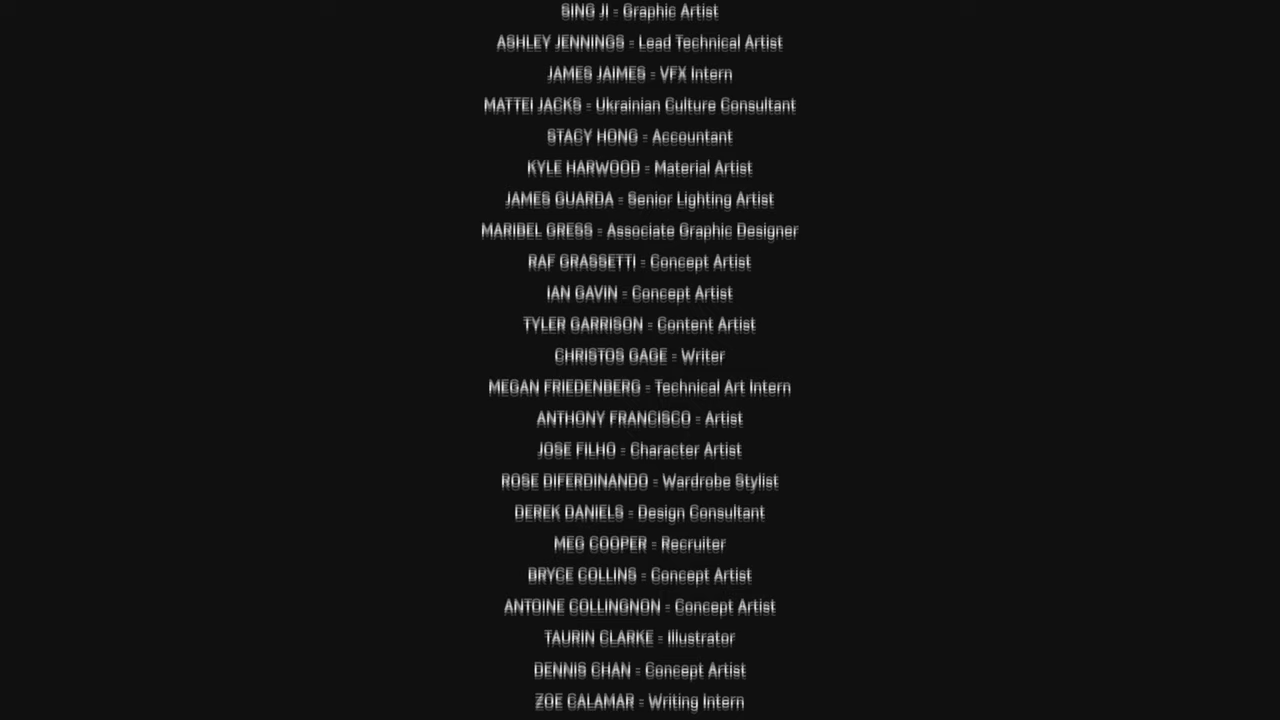 SING JI - Graphic Artist
ASHLEY JENNINGS - Lead Technical Artist
JAMES JAIMES - VFX Intern
MATTEI JACKS - Ukrainian Culture Consultant
STACY HONG - Accountant
KYLE HARWOOD - Material Artist
JAMES GUARDA - Senior Lighting Artist
MARIBEL GRESS - Associate Graphic Designer
RAF GRASSETTI - Concept Artist
IAN GAVIN - Concept Artist
TYLER GARRISON - Content Artist
CHRISTOS GAGE - Writer
MEGAN FRIEDENBERG - Technical Art Intern
ANTHONY FRANCISCO - Artist
JOSE FILHO - Character Artist
ROSE DIFERDINANDO - Wardrobe Stylist
DEREK DANIELS - Design Consultant
MEG COOPER - Recruiter
BRYCE COLLINS - Concept Artist
ANTOINE COLLINGNON - Concept Artist
TAURIN CLARKE - Illustrator
DENNIS CHAN - Concept Artist
ZOE CALAMAR - Writing Intern